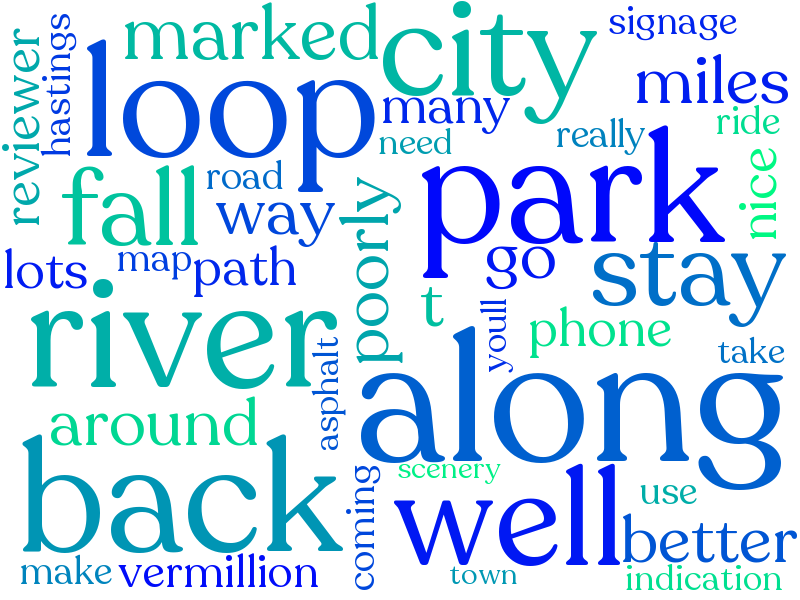 signage
marked
city
reviewer
hastings
loop
many
miles
need
really
ride
nice
road
fall
way
park
poorly
lots
map
path
go
stay
t
river
youll
phone
take
asphalt
along
around
back
coming
scenery
well
use
better
make
vermillion
town
indication